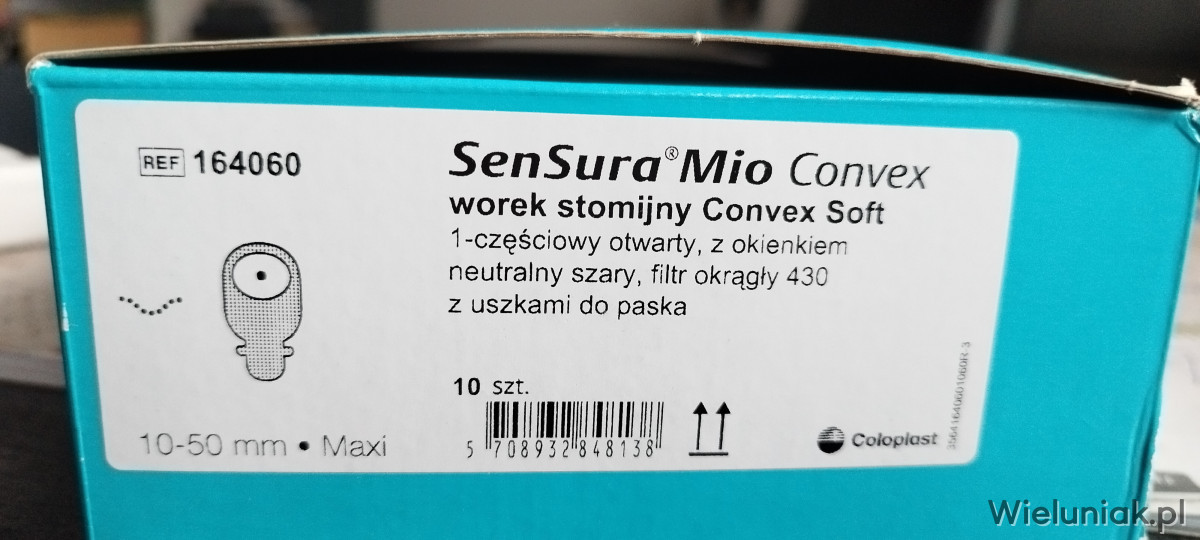 REF 164060
SenSura® Mio Convex
worek stomijny Convex Soft
1-częściowy otwarty, z okienkiem
neutralny szary, filtr okrągły 430
z uszkami do paska
10 szt.
5 708932 848138
10-50 mm • Maxi
Coloplast
Wieluniak.pl